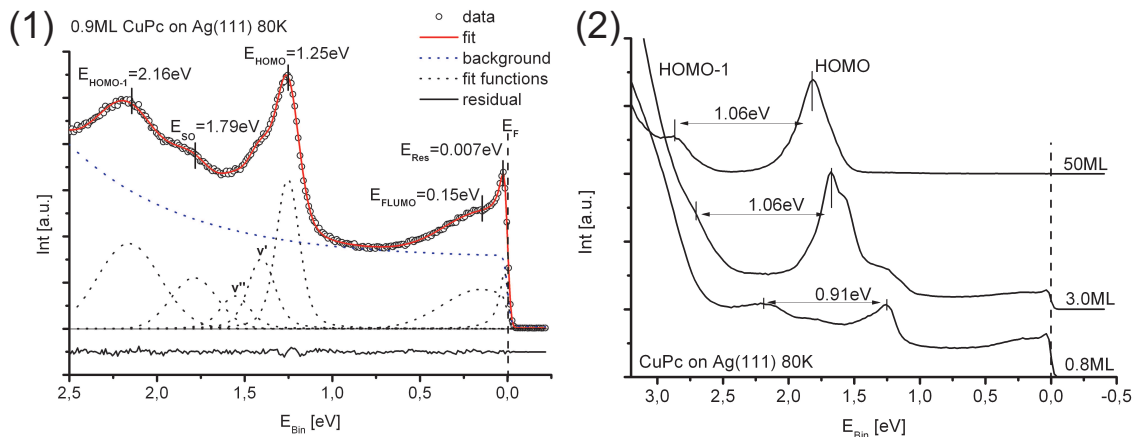 (1)
0.9ML CuPc on Ag(111) 80K
data
fit
background
fit functions
residual
E_HOMO-1=2.16eV
E_SO=1.79eV
E_HOMO=1.25eV
E_F
E_Res=0.007eV
E_FLUMO=0.15eV
v'
v''
Int [a.u.]
2,5 2,0 1,5 1,0 0,5 0,0
E_Bin [eV]
(2)
HOMO-1
HOMO
1.06eV
50ML
1.06eV
3.0ML
0.91eV
0.8ML
CuPc on Ag(111) 80K
Int [a.u.]
3,0 2,5 2,0 1,5 1,0 0,5 0,0 -0,5
E_Bin [eV]